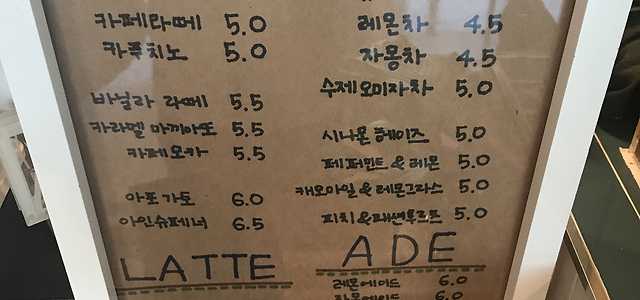 카페라떼 5.0
카푸치노 5.0
바닐라 라떼 5.5
카라멜 마끼아또 5.5
카페모카 5.5
아포가도 6.0
아인슈페너 6.5
LATTE
레몬차 4.5
자몽차 4.5
수제오미자차 5.0
시나몬 헤이즈 5.0
페퍼민트&레몬 5.0
캐모마일&레몬그라스 5.0
피치&패션후르츠 5.0
ADE
레몬에이드 6.0
자몽에이드 6.0